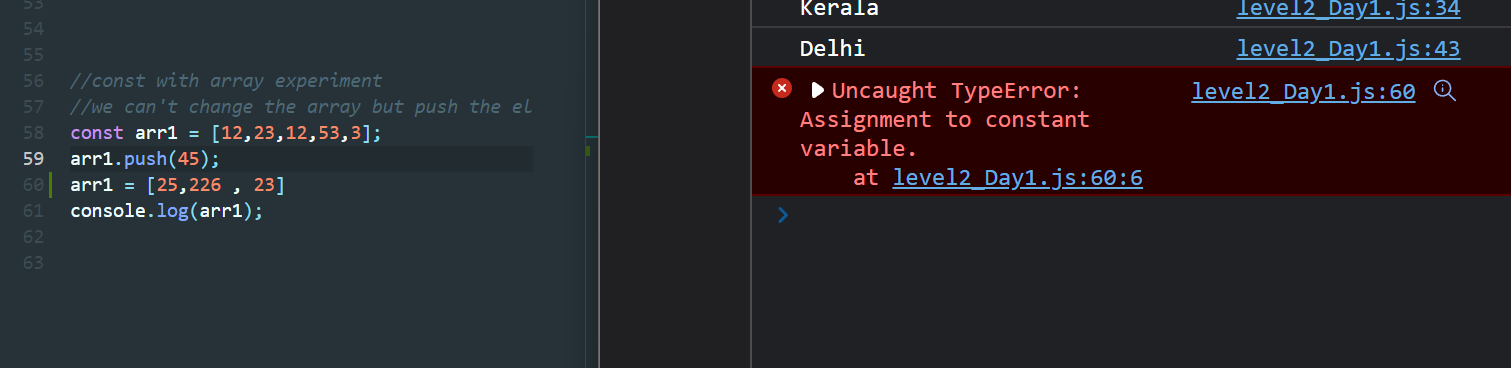 53
54
55
56 //const with array experiment
57 //we can't change the array but push the el
58 const arr1 = [12,23,12,53,3];
59 arr1.push(45);
60 arr1 = [25,226 , 23]
61 console.log(arr1);
62
63
Kerala level2_Day1.js:34
Delhi level2_Day1.js:43
Uncaught TypeError: level2_Day1.js:60
Assignment to constant
variable.
at level2_Day1.js:60:6